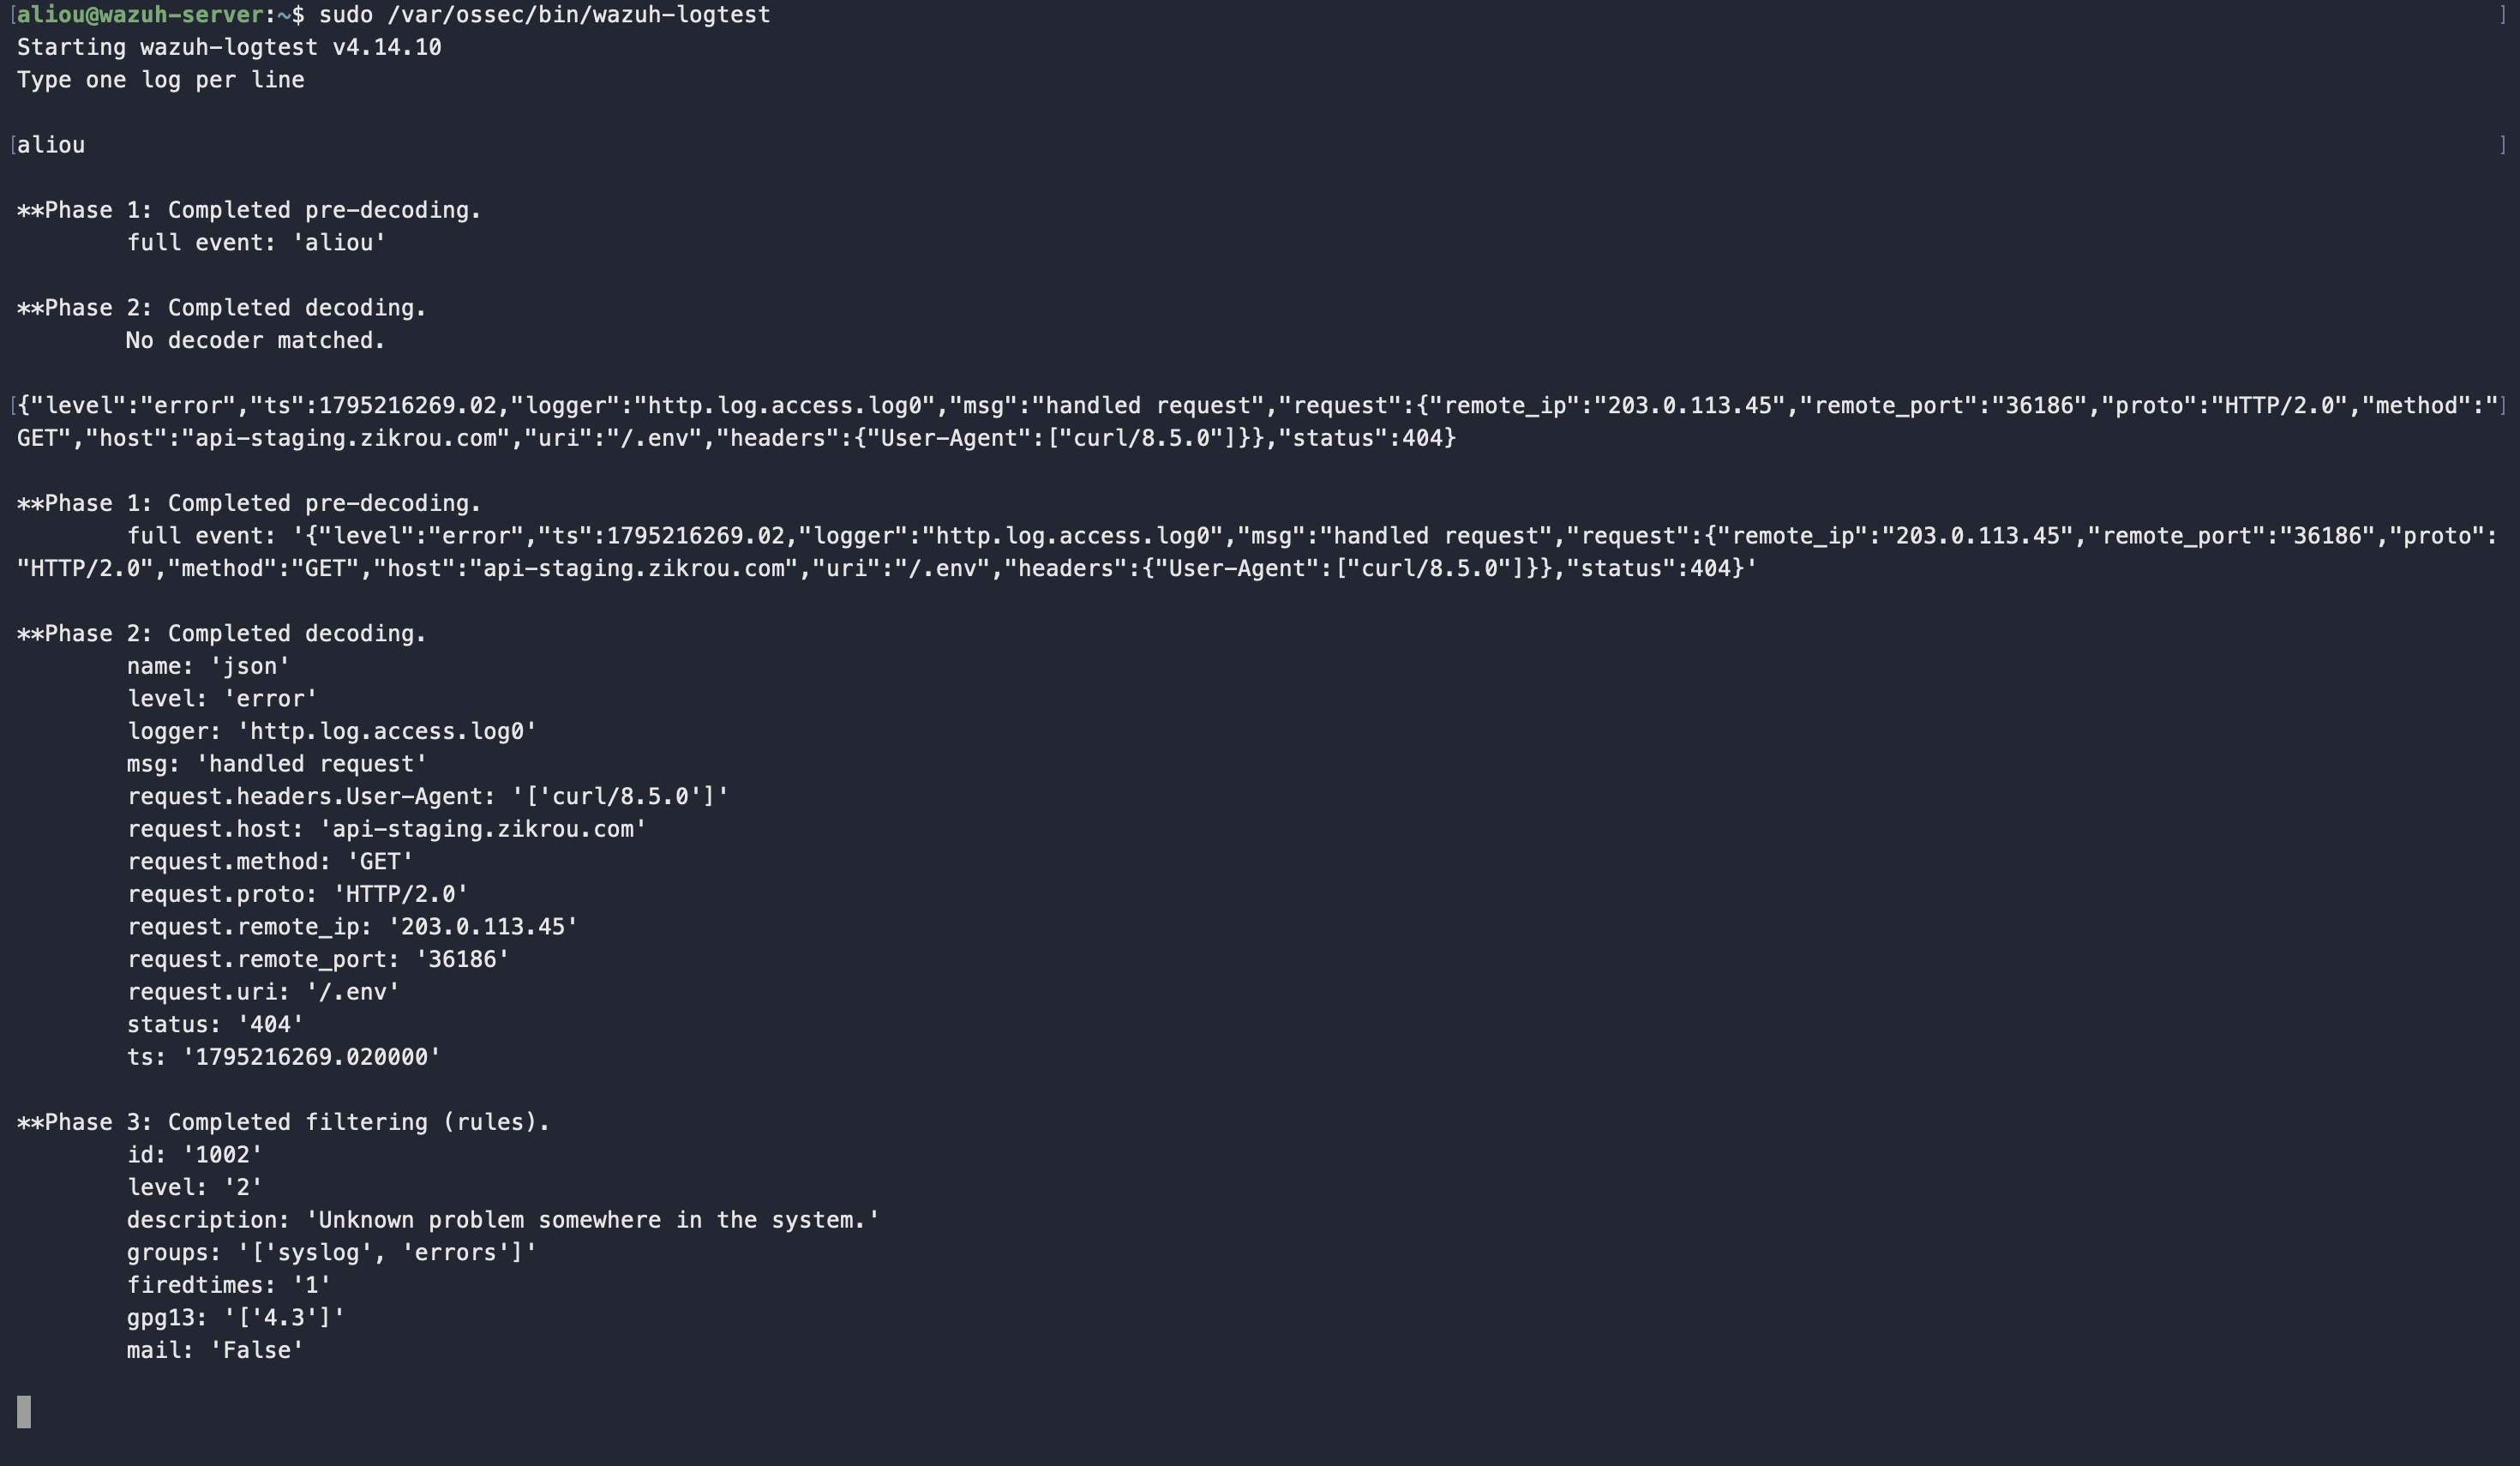 [aliou@wazuh-server:~$ sudo /var/ossec/bin/wazuh-logtest ]
Starting wazuh-logtest v4.14.10
Type one log per line
[aliou ]
**Phase 1: Completed pre-decoding.
full event: 'aliou'
**Phase 2: Completed decoding.
No decoder matched.
[{"level":"error","ts":1795216269.02,"logger":"http.log.access.log0","msg":"handled request","request":{"remote_ip":"203.0.113.45","remote_port":"36186","proto":"HTTP/2.0","method":"]
GET","host":"api-staging.zikrou.com","uri":"/.env","headers":{"User-Agent":["curl/8.5.0"]}},"status":404}
**Phase 1: Completed pre-decoding.
full event: '{"level":"error","ts":1795216269.02,"logger":"http.log.access.log0","msg":"handled request","request":{"remote_ip":"203.0.113.45","remote_port":"36186","proto":
"HTTP/2.0","method":"GET","host":"api-staging.zikrou.com","uri":"/.env","headers":{"User-Agent":["curl/8.5.0"]}},"status":404}'
**Phase 2: Completed decoding.
name: 'json'
level: 'error'
logger: 'http.log.access.log0'
msg: 'handled request'
request.headers.User-Agent: '['curl/8.5.0']'
request.host: 'api-staging.zikrou.com'
request.method: 'GET'
request.proto: 'HTTP/2.0'
request.remote_ip: '203.0.113.45'
request.remote_port: '36186'
request.uri: '/.env'
status: '404'
ts: '1795216269.020000'
**Phase 3: Completed filtering (rules).
id: '1002'
level: '2'
description: 'Unknown problem somewhere in the system.'
groups: '['syslog', 'errors']'
firedtimes: '1'
gpg13: '['4.3']'
mail: 'False'